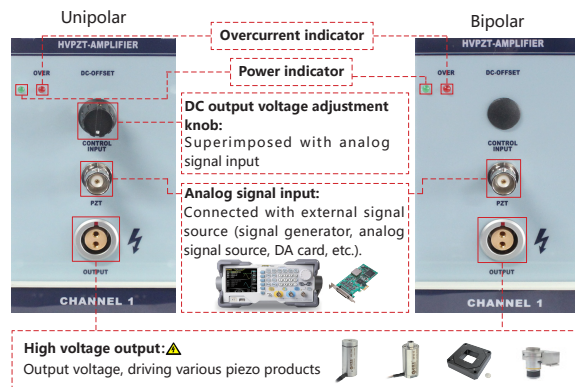 Unipolar
Bipolar
Overcurrent indicator
Power indicator
HVPZT-AMPLIFIER
OVER
DC-OFFSET
CONTROL
INPUT
PZT
OUTPUT
CHANNEL 1
DC output voltage adjustment
knob:
Superimposed with analog
signal input
Analog signal input:
Connected with external signal
source (signal generator, analog
signal source, DA card, etc.).
HVPZT-AMPLIFIER
OVER
DC-OFFSET
CONTROL
INPUT
PZT
OUTPUT
CHANNEL 1
High voltage output:
Output voltage, driving various piezo products